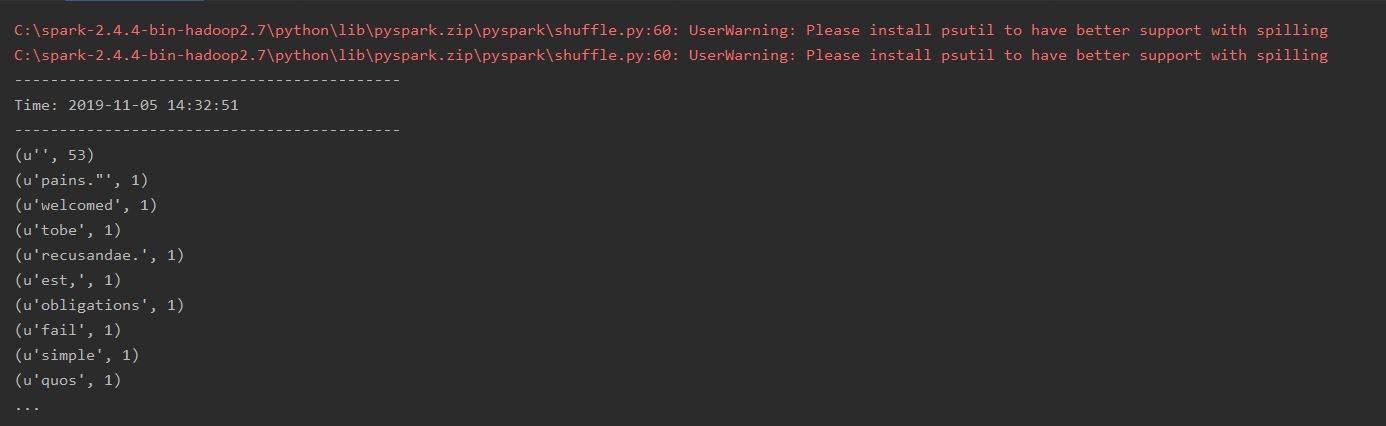 C:\spark-2.4.4-bin-hadoop2.7\python\lib\pyspark.zip\pyspark\shuffle.py:60: UserWarning: Please install psutil to have better support with spilling
C:\spark-2.4.4-bin-hadoop2.7\python\lib\pyspark.zip\pyspark\shuffle.py:60: UserWarning: Please install psutil to have better support with spilling
-------------------------------------------
Time: 2019-11-05 14:32:51
-------------------------------------------
(u'', 53)
(u'pains."', 1)
(u'welcomed', 1)
(u'tobe', 1)
(u'recusandae.', 1)
(u'est,', 1)
(u'obligations', 1)
(u'fail', 1)
(u'simple', 1)
(u'quos', 1)
...